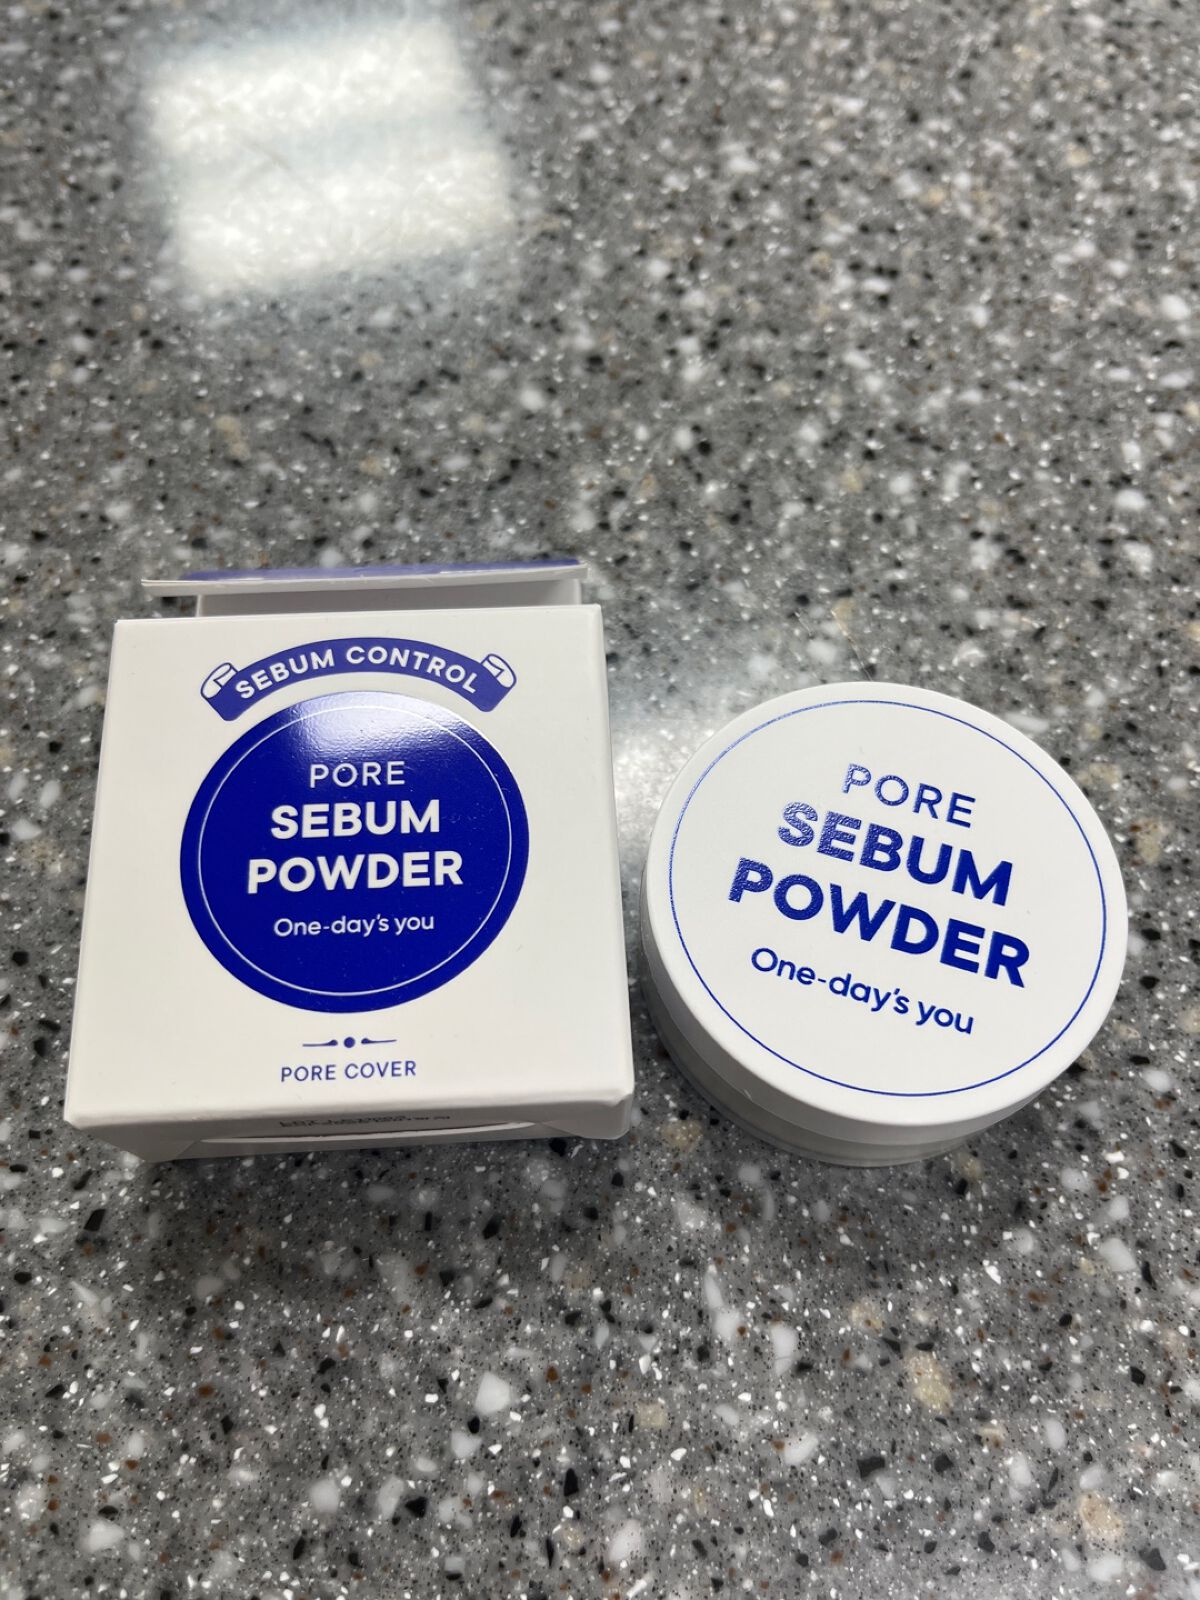 SEBUM CONTROL
PORE
SEBUM
POWDER
One-day's you
PORE COVER
PORE
SEBUM
POWDER
One-day's you